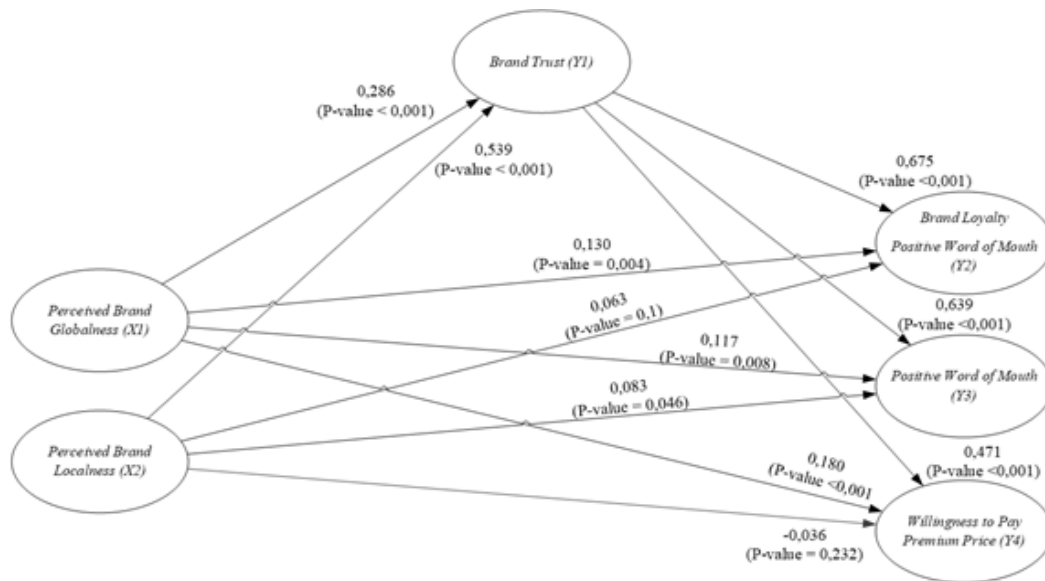 Brand Trust (Y1)
0,286
(P-value < 0,001)
0,539
(P-value < 0,001)
0,675
(P-value <0,001)
Brand Loyalty
Positive Word of Mouth
(Y2)
0,130
(P-value = 0,004)
0,063
(P-value = 0,1)
Perceived Brand
Globalness (X1)
0,639
(P-value <0,001)
0,117
(P-value = 0,008)
Positive Word of Mouth
(Y3)
0,083
(P-value = 0,046)
Perceived Brand
Localness (X2)
0,471
(P-value <0,001)
0,180
(P-value <0,001
Willingness to Pay
Premium Price (Y4)
-0,036
(P-value = 0,232)